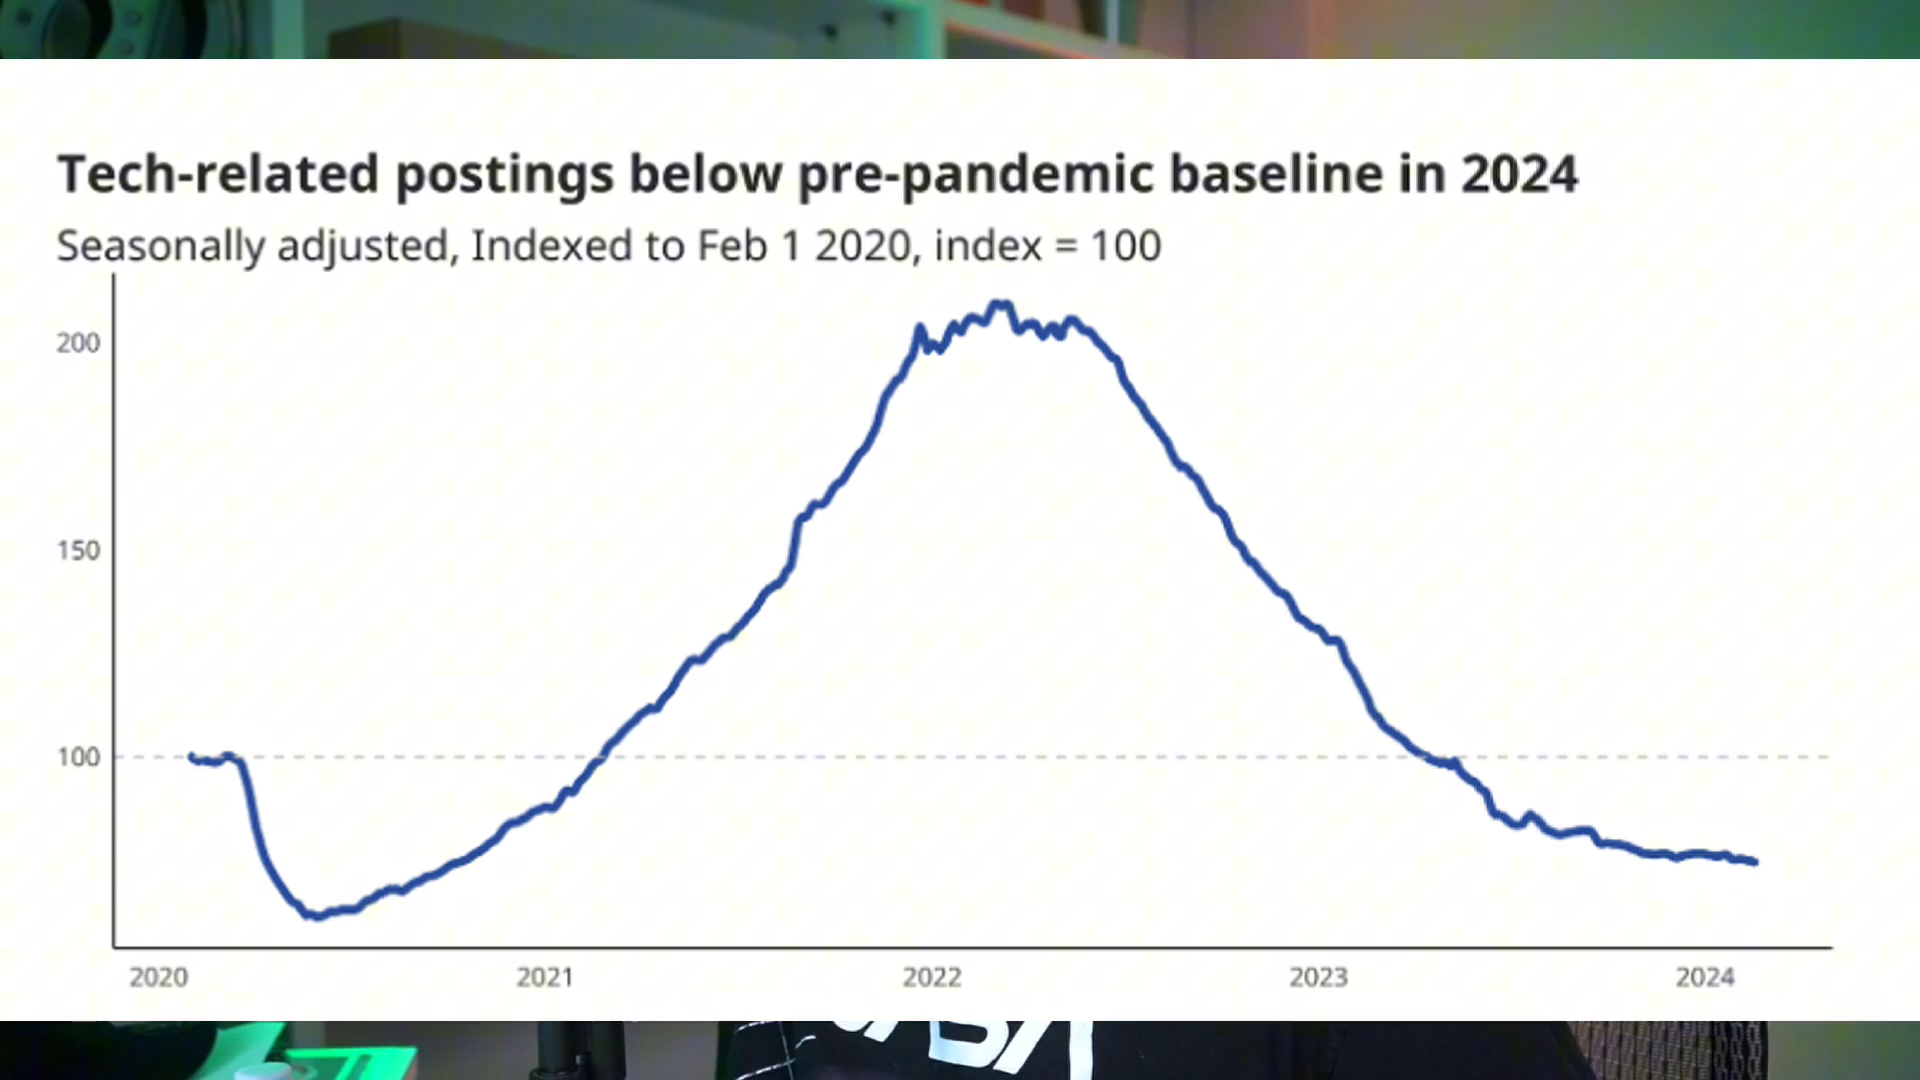 Tech-related postings below pre-pandemic baseline in 2024
Seasonally adjusted, Indexed to Feb 1 2020, index = 100
200
150
100
2020 2021 2022 2023 2024